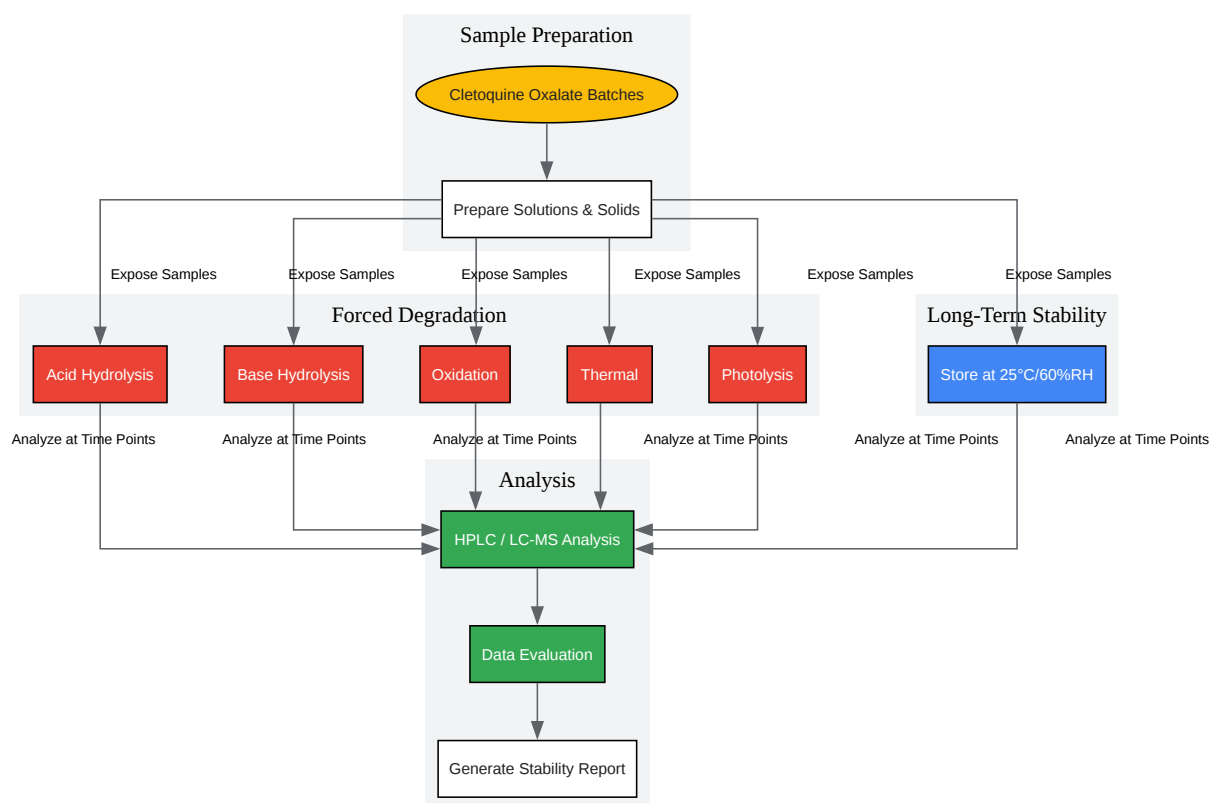 Sample Preparation
Cletoquine Oxalate Batches
Prepare Solutions & Solids
Expose Samples
Expose Samples
Expose Samples
Expose Samples
Expose Samples
Expose Samples
Forced Degradation
Long-Term Stability
Acid Hydrolysis
Base Hydrolysis
Oxidation
Thermal
Photolysis
Store at 25°C/60%RH
Analyze at Time Points
Analyze at Time Points
Analyze at Time Points
Analyze at Time Points
Analyze at Time Points
Analyze at Time Points
Analysis
HPLC / LC-MS Analysis
Data Evaluation
Generate Stability Report